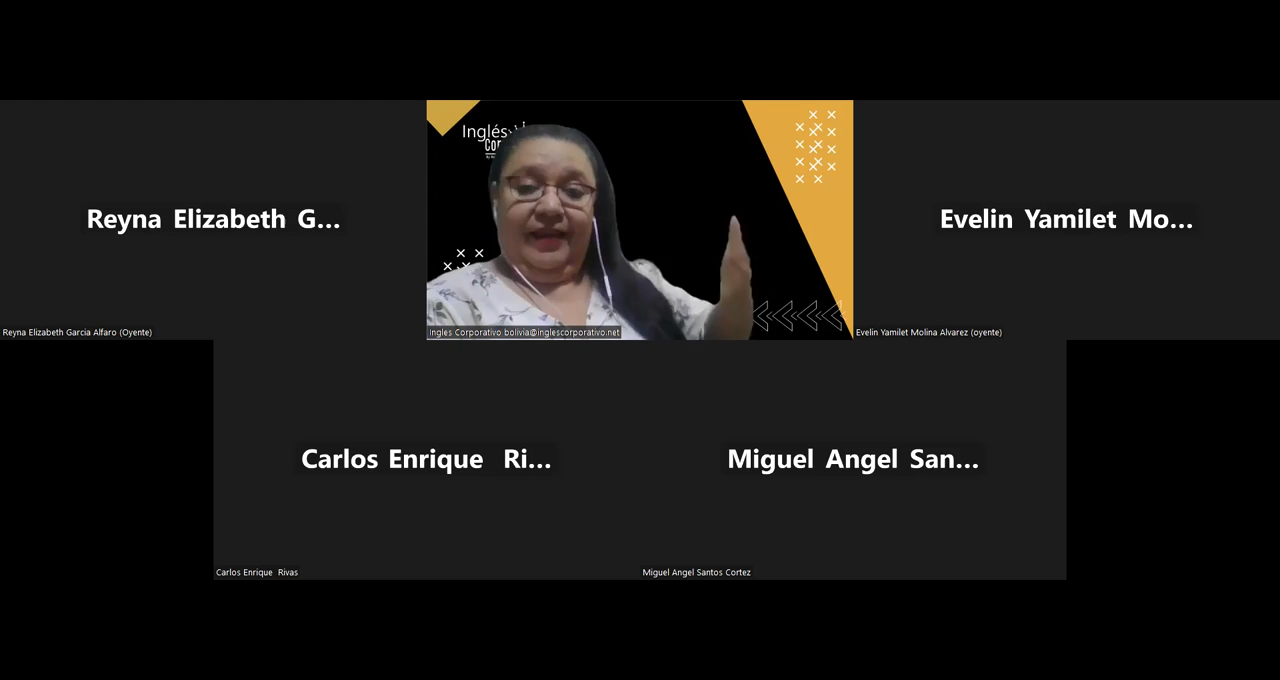 Reyna Elizabeth G...
Reyna Elizabeth Garcia Alfaro (Oyente)
Inglés
Ingles Corporativo bolivia@inglescorporativo.net
Evelin Yamilet Mo...
Evelin Yamilet Molina Alvarez (oyente)
Carlos Enrique Ri...
Carlos Enrique Rivas
Miguel Angel San...
Miguel Angel Santos Cortez